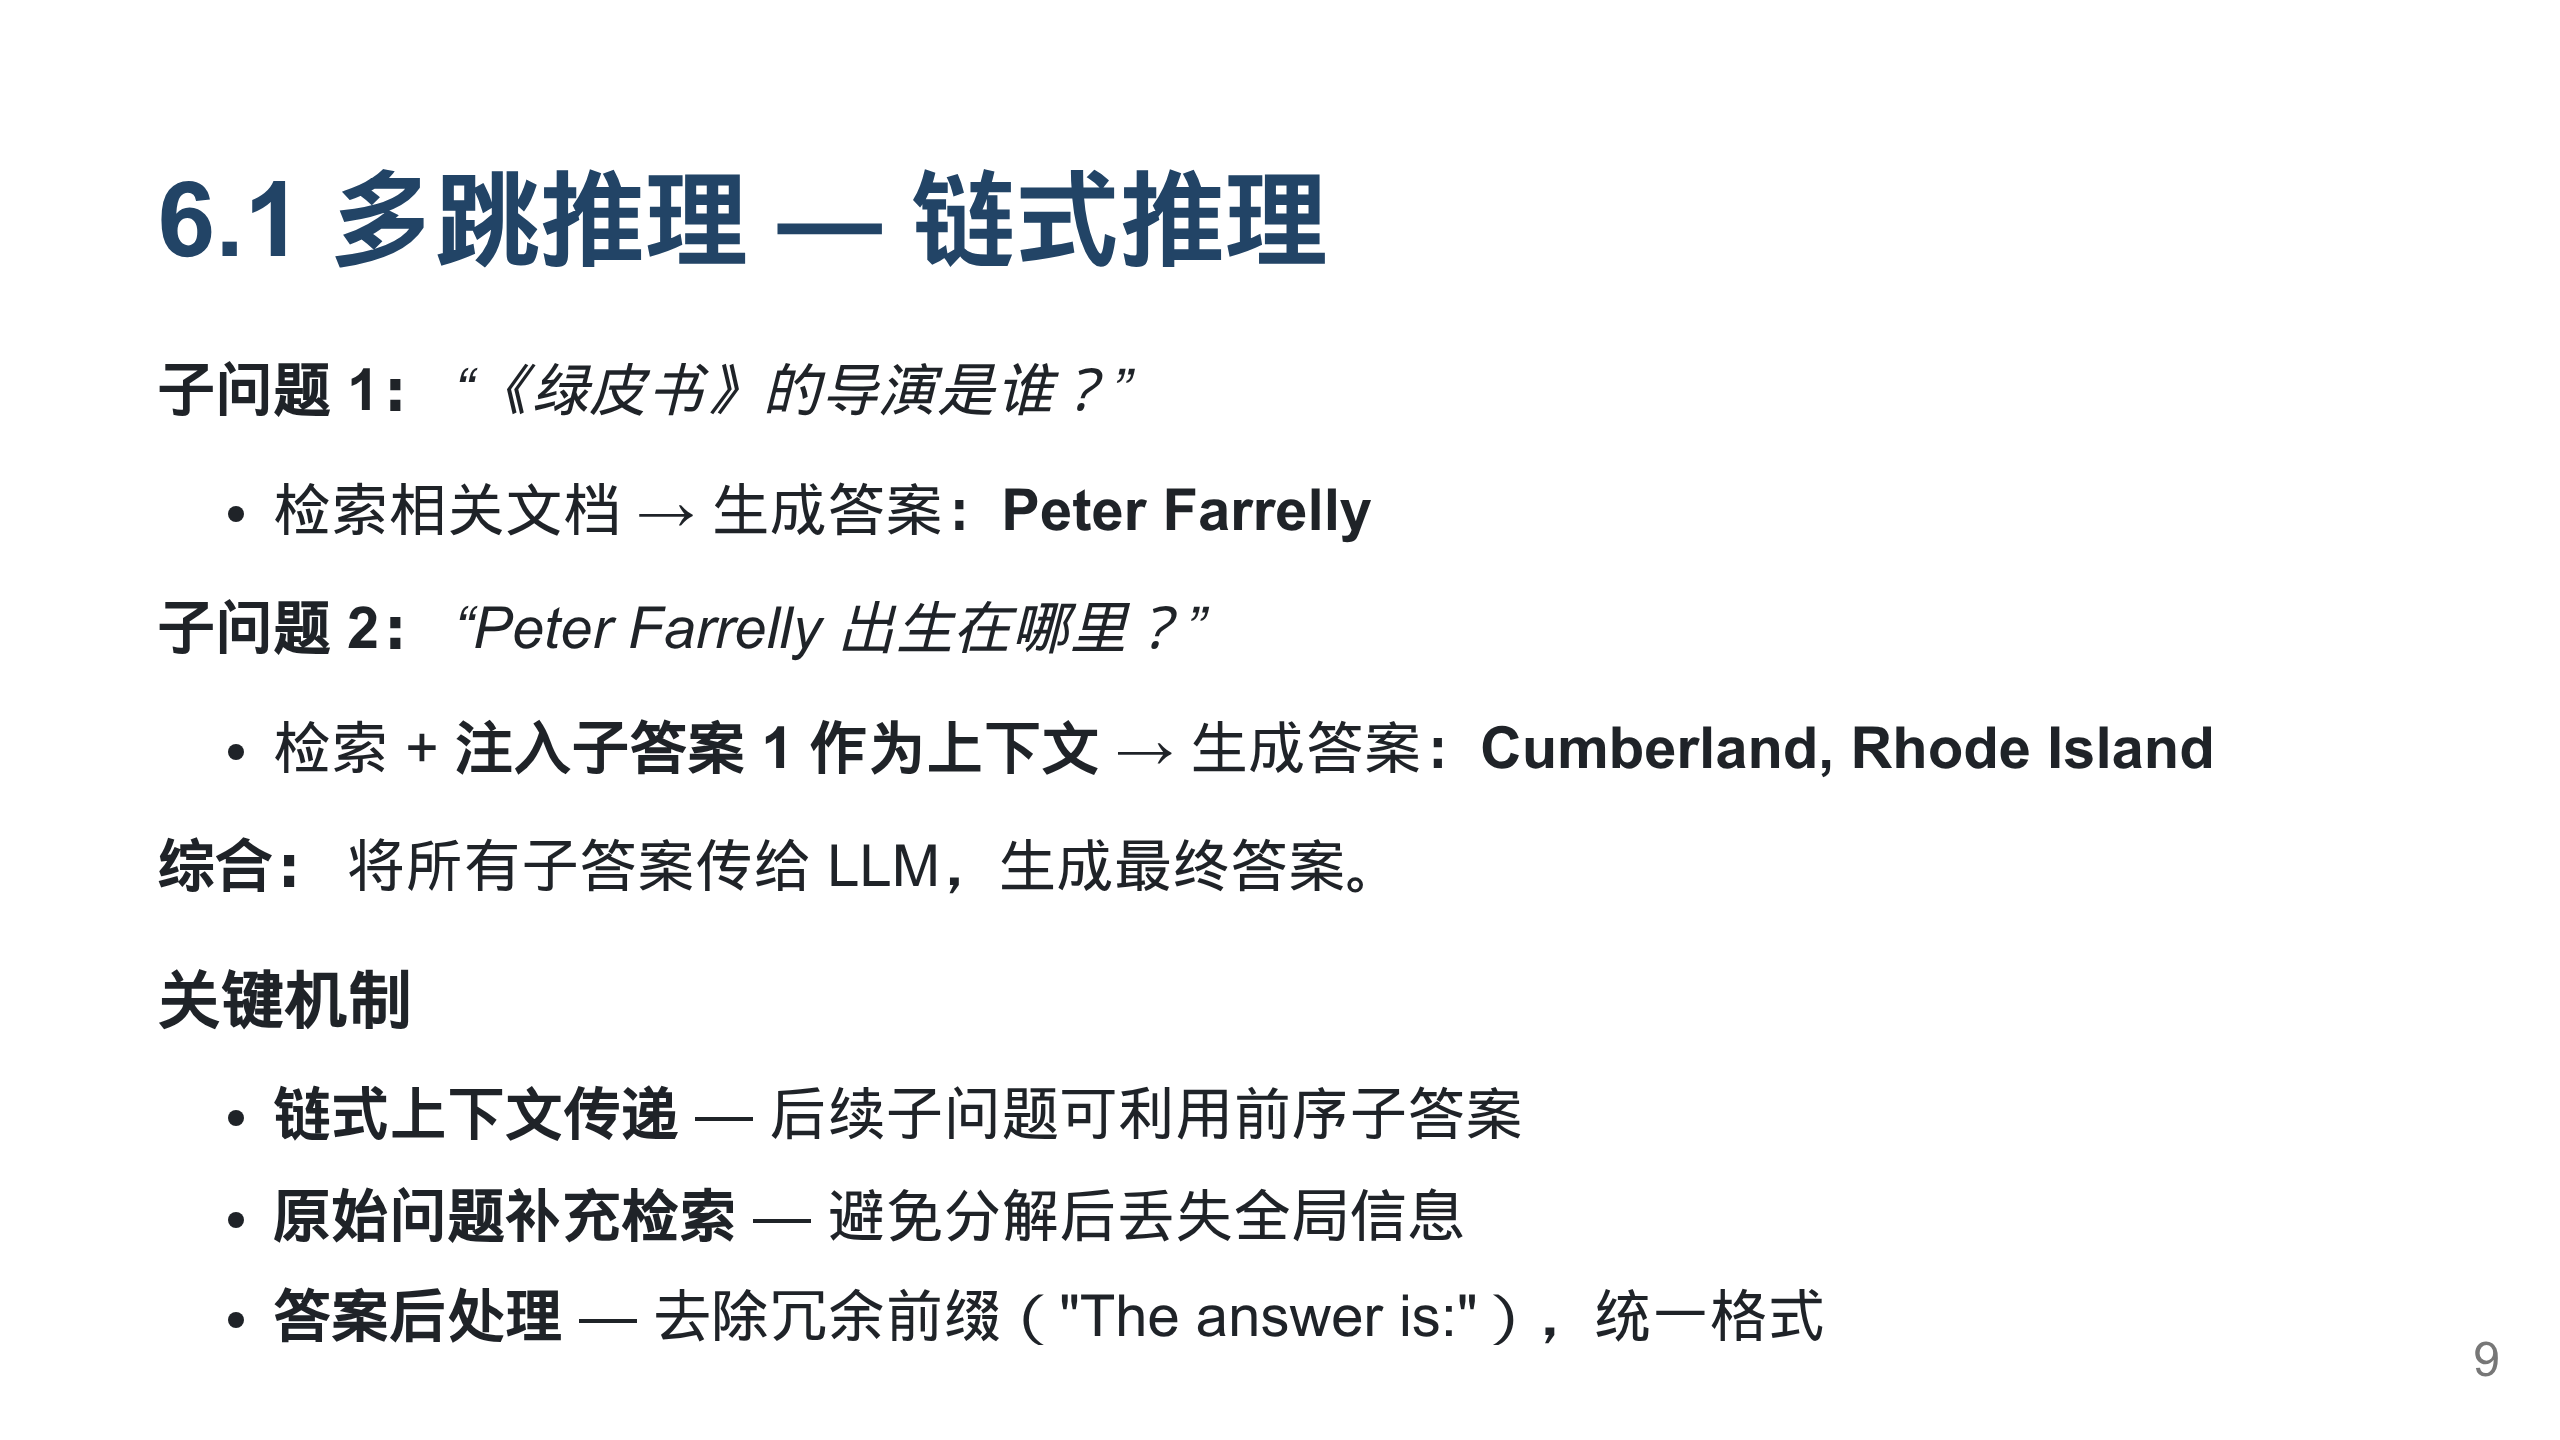 6.1 多跳推理 — 链式推理
子问题 1： “《绿皮书》的导演是谁？”
• 检索相关文档 → 生成答案：Peter Farrelly
子问题 2： “Peter Farrelly 出生在哪里？”
• 检索 + 注入子答案 1 作为上下文 → 生成答案：Cumberland, Rhode Island
综合： 将所有子答案传给 LLM，生成最终答案。
关键机制
• 链式上下文传递 — 后续子问题可利用前序子答案
• 原始问题补充检索 — 避免分解后丢失全局信息
• 答案后处理 — 去除冗余前缀（"The answer is:"），统一格式
9